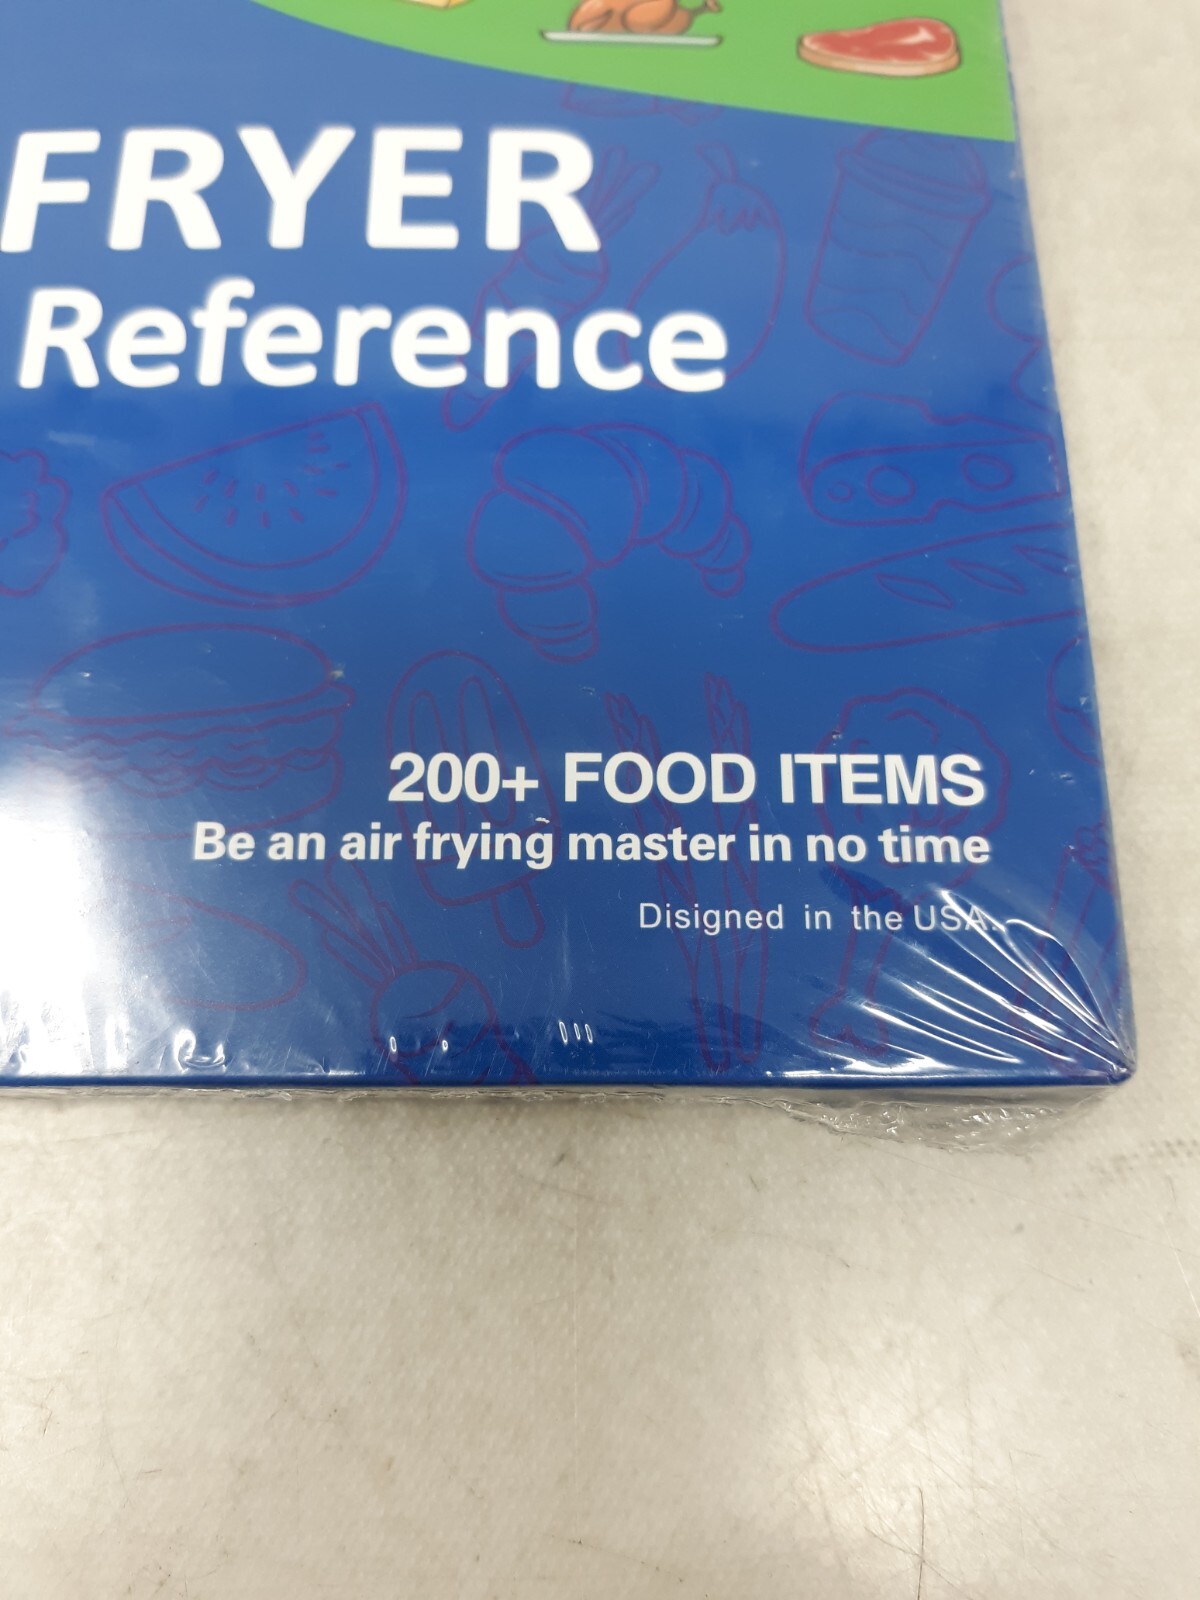 FRYER
Reference
200+ FOOD ITEMS
Be an air frying master in no time
Disigned in the USA.